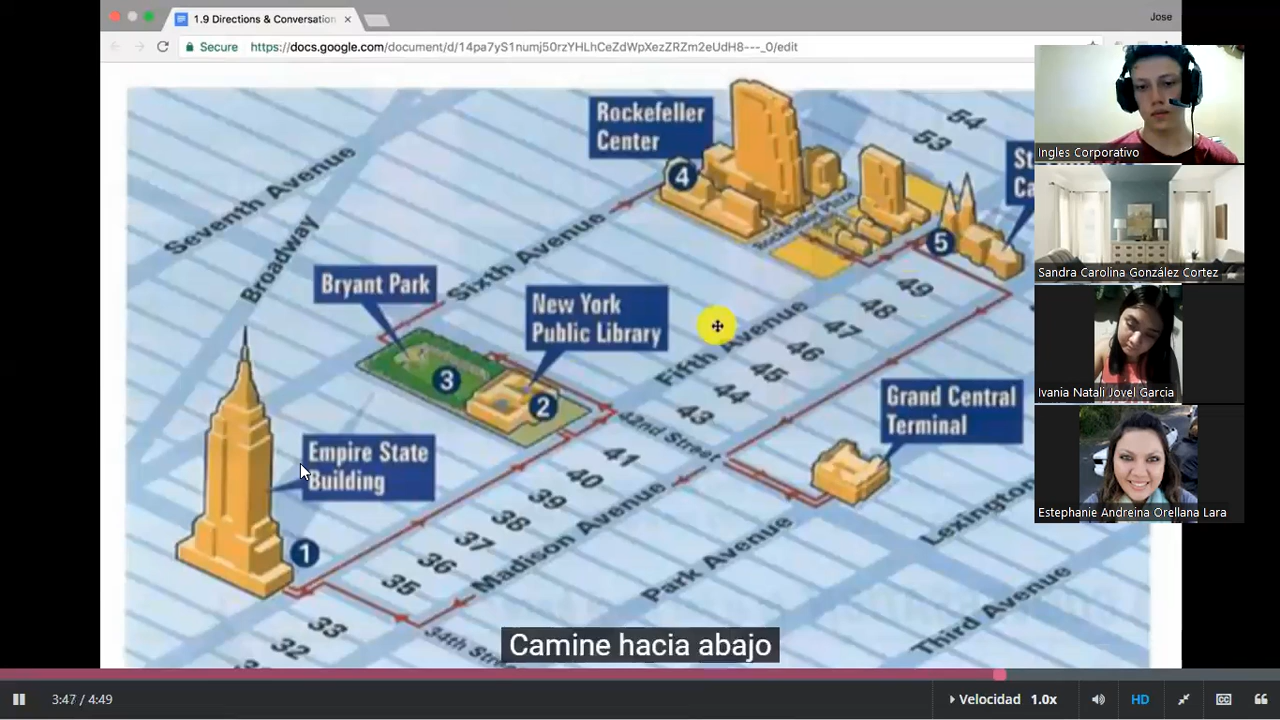 1.9 Directions & Conversation
Jose
Secure
https://docs.google.com/document/d/14pa7yS1numj50rzYHLhCeZdWpXezZRZm2eUdH8---_0/edit
Rockefeller
Center
4
53
54
Seventh Avenue
Broadway
Bryant Park
Sixth Avenue
New York
Public Library
Rockefeller Plaza
5
49
48
47
46
45
44
43
Fifth Avenue
3
2
42nd Street
Grand Central
Terminal
Empire State
Building
1
41
40
39
38
37
36
35
Madison Avenue
Park Avenue
Lexington
Third Avenue
33
32
34th Stre
Ingles Corporativo
Sandra Carolina González Cortez
Ivania Natali Jovel Garcia
Estephanie Andreina Orellana Lara
Camine hacia abajo
3:47 / 4:49
Velocidad 1.0x
HD
CC